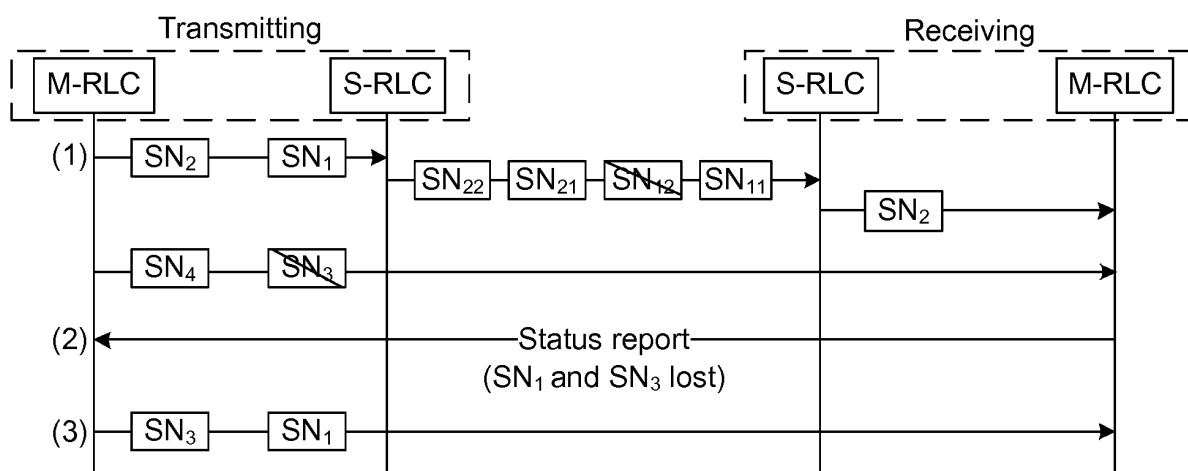 Transmitting
Receiving
M-RLC
S-RLC
S-RLC
M-RLC
(1)
SN₂
SN₁
SN₂₂
SN₂₁
SN₁₂
SN₁₁
SN₂
SN₄
SN₃
(2)
Status report
(SN₁ and SN₃ lost)
(3)
SN₃
SN₁